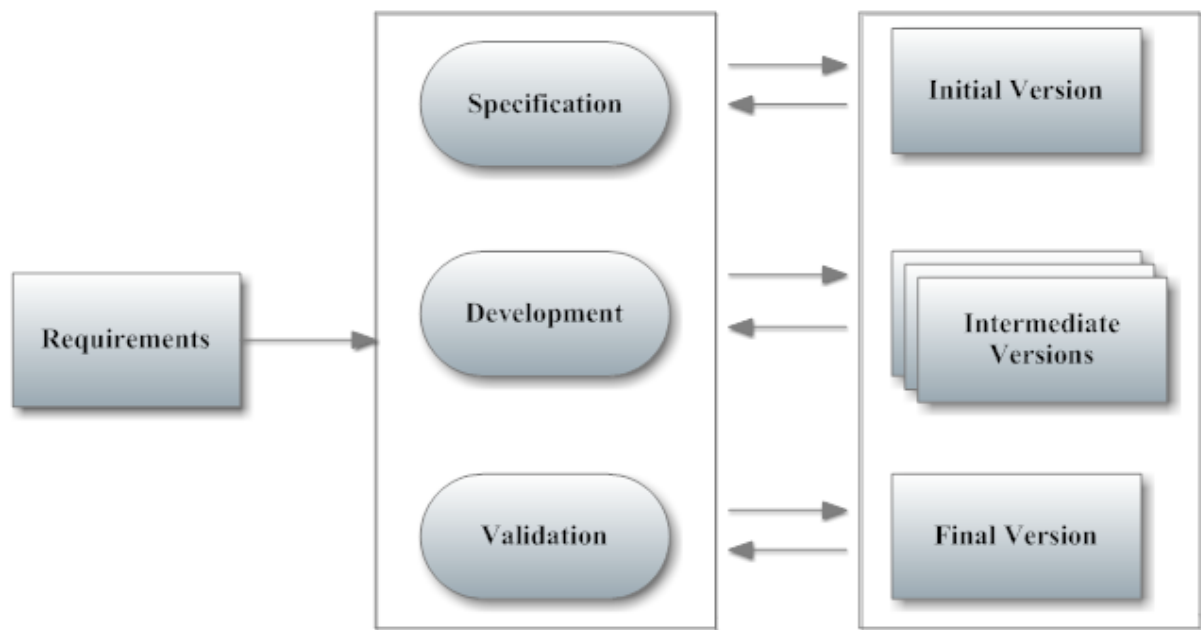 Specification
Initial Version
Requirements
Development
Intermediate
Versions
Validation
Final Version